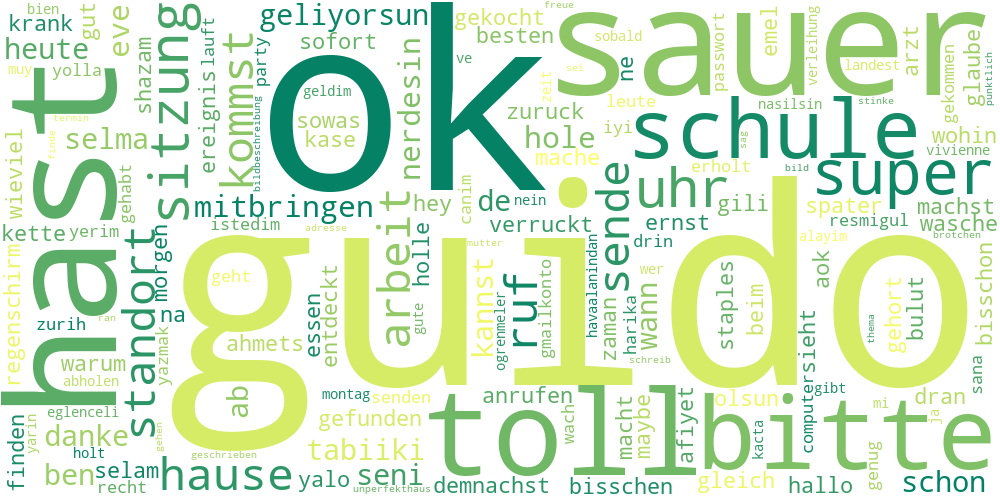 bien
freue
krank
gut
eve
geliyorsun
gekocht
besten
sobald
emel
verleihung
arzt
sauer
heute
muy
yolla
shazam
sitzung
lauft
party
sofort
ve
ne
passwort
landest
glaube
gekommen
punktlich
ok
hast
termin
finde
ereignis
bildbeschreibung
kommst
geldim
sowas
kase
nerdesin
zuruck
zeit
sei
leute
nasilsin
stinke
selma
wieviel
gehabt
hole
iyi
mache
schule
sag
wohin
vivienne
erholt
bild
super
mitbringen
canim
hey
nein
de
sende
uhr
gili
spater
machst
kette
yerim
istedim
adresse
verruckt
ernst
resmigul
wasche
standort
morgen
arbeit
holle
mutter
drin
alayim
brotchen
regenschirm
geht
guido
kannst
ruf
havaalanindan
wer
aok
bisschon
zurih
ran
na
essen
entdeckt
gute
ogrenmeler
gmailkonto
zaman
harika
wann
staples
beim
sieht
gehort
bulut
thema
warum
yazmak
ahmets
schreib
computer
abholen
ab
montag
senden
anrufen
macht
maybe
afiyet
olsun
gibt
mi
dran
sana
eglenceli
danke
gefunden
toll
bitte
wach
kacta
ja
yarin
gehen
finden
holt
geschrieben
tabiiki
genug
ben
selam
recht
hause
yalo
seni
unperfekthaus
demnachst
bisschen
gleich
hallo
schon